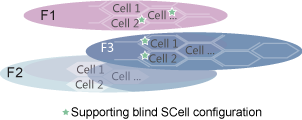 F1
Cell 1
Cell 2
Cell ...
F3
Cell 1
Cell 2
Cell ...
F2
Cell 1
Cell 2
Cell ...
Supporting blind SCell configuration